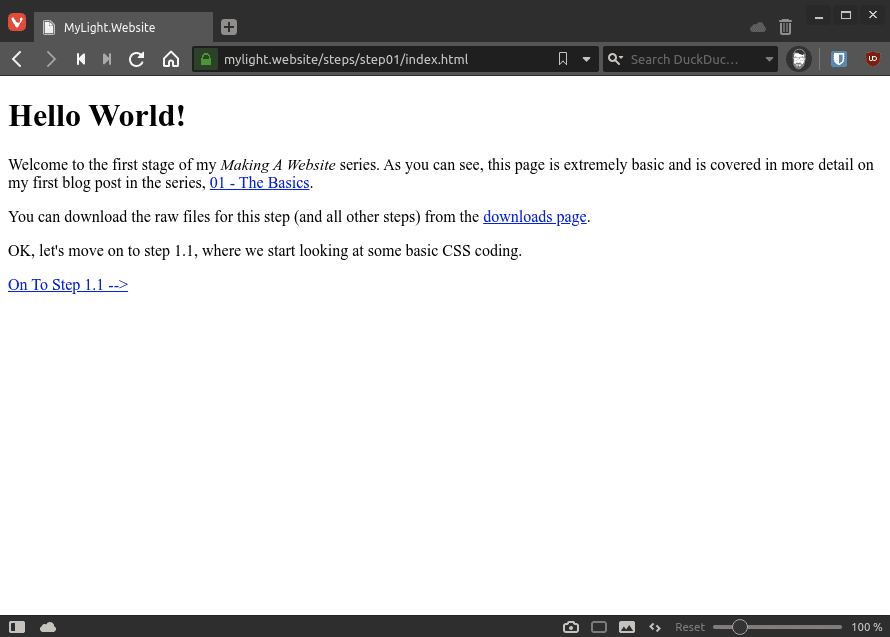 MyLight.Website
mylight.website/steps/step01/index.html
Search DuckDuc...
UD
Hello World!
Welcome to the first stage of my Making A Website series. As you can see, this page is extremely basic and is covered in more detail on
my first blog post in the series, 01 - The Basics.
You can download the raw files for this step (and all other steps) from the downloads page.
OK, let's move on to step 1.1, where we start looking at some basic CSS coding.
On To Step 1.1 -->
Reset
100 %